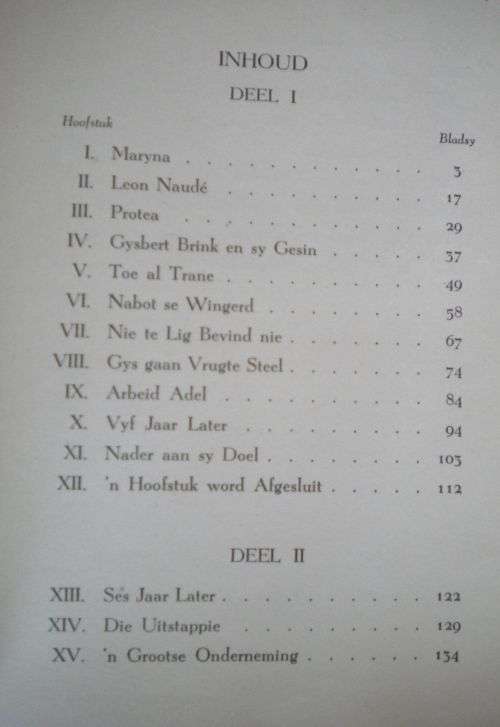 INHOUD
DEEL I
Hoofstuk Bladsy
I. Maryna . . . . . . . . . . . 3
II. Leon Naudé . . . . . . . . . 17
III. Protea . . . . . . . . . . . 29
IV. Gysbert Brink en sy Gesin . . . . . 37
V. Toe al Trane . . . . . . . . . 49
VI. Nabot se Wingerd . . . . . . . . 58
VII. Nie te Lig Bevind nie . . . . . . . 67
VIII. Gys gaan Vrugte Steel . . . . . . . 74
IX. Arbeid Adel . . . . . . . . . 84
X. Vyf Jaar Later . . . . . . . . . 94
XI. Nader aan sy Doel . . . . . . . . 103
XII. 'n Hoofstuk word Afgesluit . . . . . 112
DEEL II
XIII. Ses Jaar Later . . . . . . . . . 122
XIV. Die Uitstappie . . . . . . . . 129
XV. 'n Grootse Onderneming . . . . . . 134